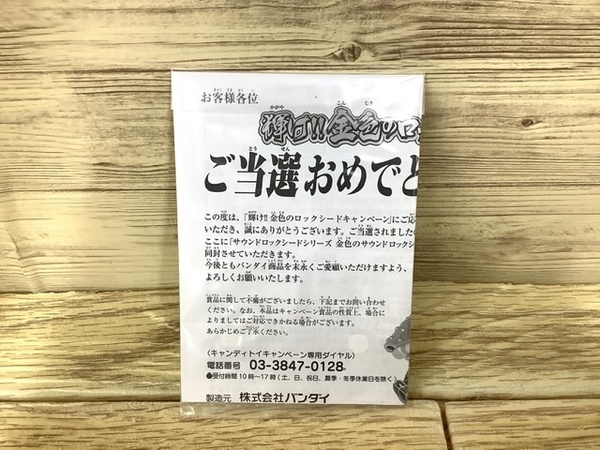 お客様各位
輝け!!金色のロッ
ご当選おめでと
この度は、「輝け!! 金色のロックシードキャンペーン」にご応
いただき、誠にありがとうございます。ご当選されました
ここに「サウンドロックシードシリーズ 金色のサウンドロックシ
同封させていただきます。
今後ともバンダイ商品を末永くご愛顧いただけますよう、
よろしくお願いいたします。
賞品に関して不備がございましたら、下記までお問い合わせ
ください。なお、本品はキャンペーン賞品の性質上、場合に
よりましてはご対応できかねる場合がございます。
あらかじめご了承ください。
〈キャンディトイキャンペーン専用ダイヤル〉
電話番号 03-3847-0128
●受付時間10時〜17時(土、日、祝日、夏季・冬季休業日を除く)
製造元 株式会社バンダイ